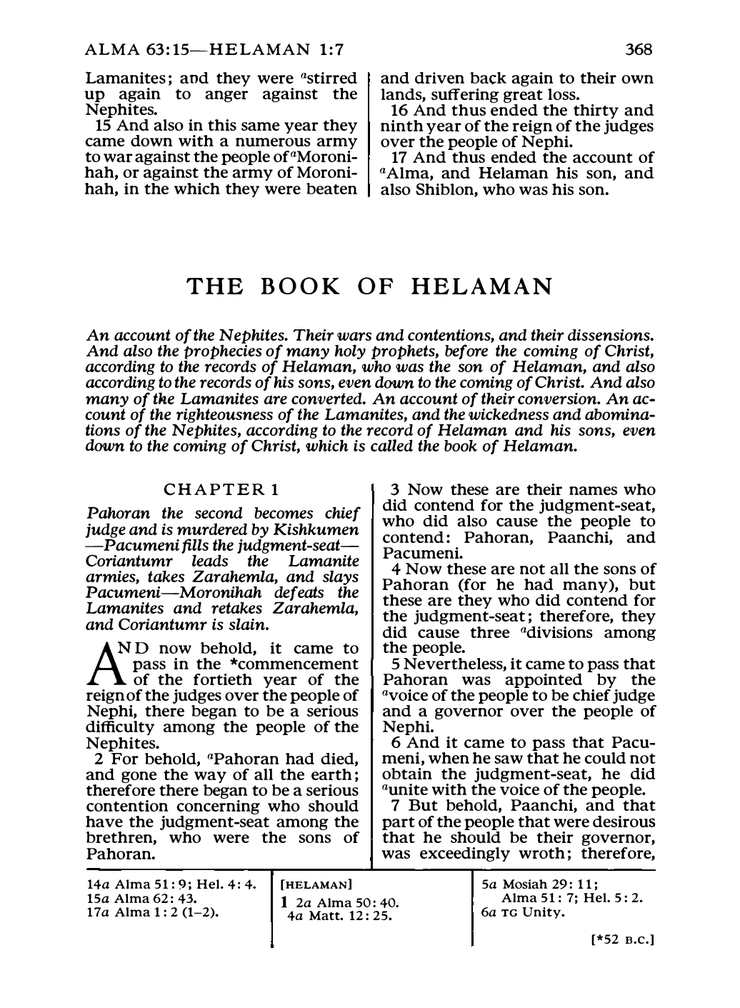 ALMA 63:15—HELAMAN 1:7 368
Lamanites; and they were astirred
up again to anger against the
Nephites.
15 And also in this same year they
came down with a numerous army
to war against the people of aMoroni-
hah, or against the army of Moroni-
hah, in the which they were beaten
and driven back again to their own
lands, suffering great loss.
16 And thus ended the thirty and
ninth year of the reign of the judges
over the people of Nephi.
17 And thus ended the account of
aAlma, and Helaman his son, and
also Shiblon, who was his son.
THE BOOK OF HELAMAN
An account of the Nephites. Their wars and contentions, and their dissensions.
And also the prophecies of many holy prophets, before the coming of Christ,
according to the records of Helaman, who was the son of Helaman, and also
according to the records of his sons, even down to the coming of Christ. And also
many of the Lamanites are converted. An account of their conversion. An ac-
count of the righteousness of the Lamanites, and the wickedness and abomina-
tions of the Nephites, according to the record of Helaman and his sons, even
down to the coming of Christ, which is called the book of Helaman.
CHAPTER 1
Pahoran the second becomes chief
judge and is murdered by Kishkumen
—Pacumeni fills the judgment-seat—
Coriantumr leads the Lamanite
armies, takes Zarahemla, and slays
Pacumeni—Moronihah defeats the
Lamanites and retakes Zarahemla,
and Coriantumr is slain.
AND now behold, it came to
pass in the *commencement
of the fortieth year of the
reign of the judges over the people of
Nephi, there began to be a serious
difficulty among the people of the
Nephites.
2 For behold, aPahoran had died,
and gone the way of all the earth;
therefore there began to be a serious
contention concerning who should
have the judgment-seat among the
brethren, who were the sons of
Pahoran.
3 Now these are their names who
did contend for the judgment-seat,
who did also cause the people to
contend: Pahoran, Paanchi, and
Pacumeni.
4 Now these are not all the sons of
Pahoran (for he had many), but
these are they who did contend for
the judgment-seat; therefore, they
did cause three adivisions among
the people.
5 Nevertheless, it came to pass that
Pahoran was appointed by the
avoice of the people to be chief judge
and a governor over the people of
Nephi.
6 And it came to pass that Pacu-
meni, when he saw that he could not
obtain the judgment-seat, he did
aunite with the voice of the people.
7 But behold, Paanchi, and that
part of the people that were desirous
that he should be their governor,
was exceedingly wroth; therefore,
14a Alma 51:9; Hel. 4:4.
15a Alma 62:43.
17a Alma 1:2 (1–2).
[HELAMAN]
1 2a Alma 50:40.
4a Matt. 12:25.
5a Mosiah 29:11;
Alma 51:7; Hel. 5:2.
6a TG Unity.
[*52 B.C.]